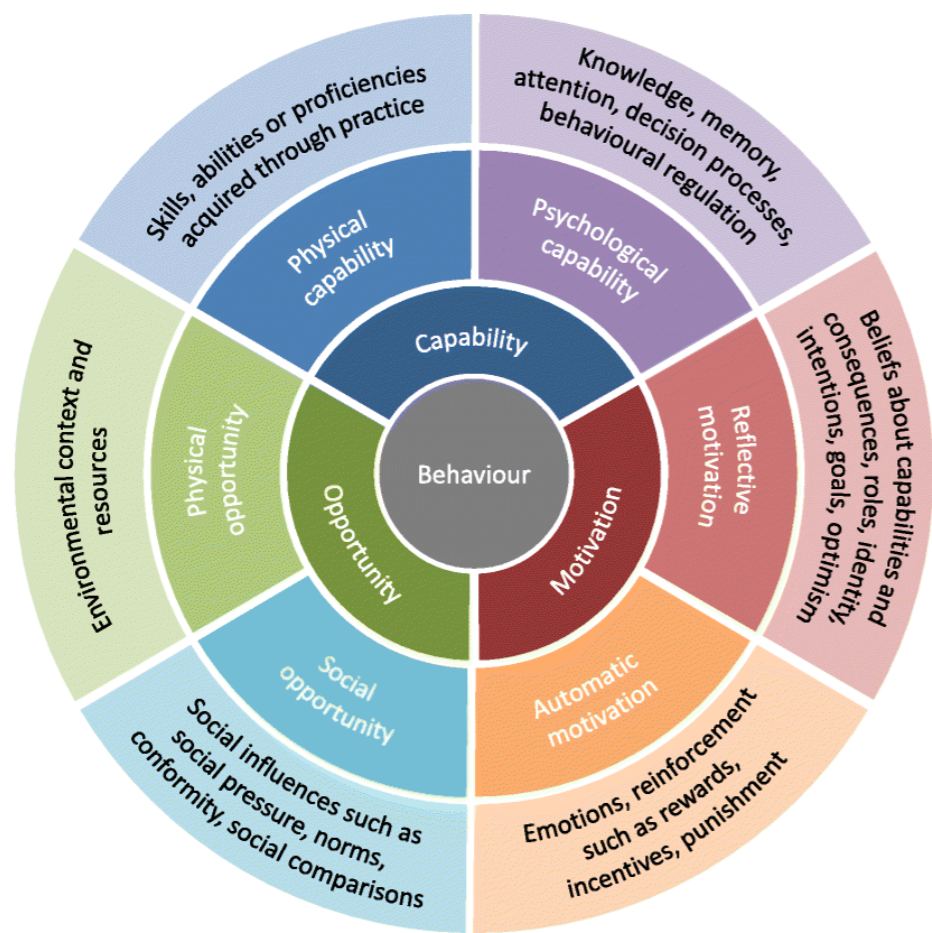 Skills, abilities or proficiencies
acquired through practice
Knowledge, memory,
attention, decision processes,
behavioural regulation
Physical
capability
Psychological
capability
Capability
Environmental context and
resources
Physical
opportunity
Opportunity
Behaviour
Motivation
Reflective
motivation
Beliefs about capabilities and
consequences, roles, identity,
intentions, goals, optimism
Social
opportunity
Automatic
motivation
Social influences such as
social pressure, norms,
conformity, social comparisons
Emotions, reinforcement
such as rewards,
incentives, punishment